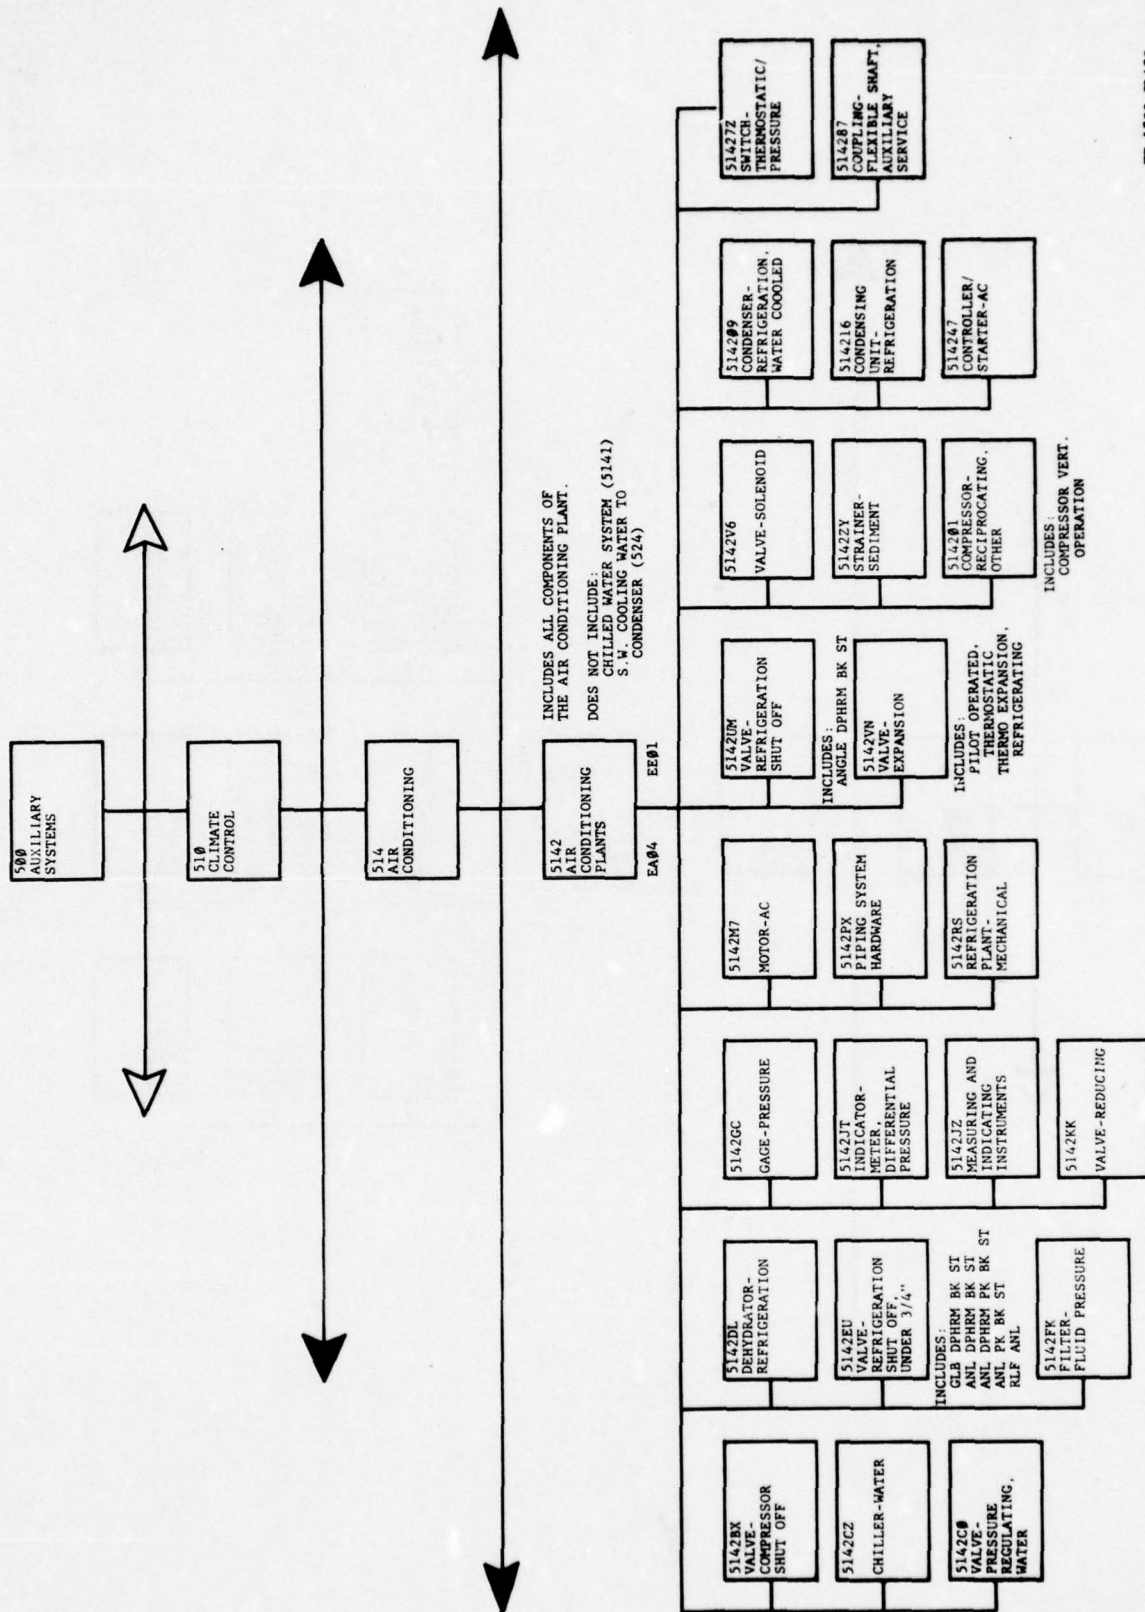 500
AUXILIARY
SYSTEMS
510
CLIMATE
CONTROL
514
AIR
CONDITIONING
INCLUDES ALL COMPONENTS OF
THE AIR CONDITIONING PLANT.
DOES NOT INCLUDE:
CHILLED WATER SYSTEM (5141)
S.W. COOLING WATER TO
CONDENSER (524)
5142
AIR
CONDITIONING
PLANTS
EA04
EE01
5142BX
VALVE-
COMPRESSOR
SHUT OFF
5142CZ
CHILLER-WATER
5142C0
VALVE-
PRESSURE
REGULATING,
WATER
5142DL
DEHYDRATOR-
REFRIGERATION
5142EU
VALVE-
REFRIGERATION
SHUT OFF,
UNDER 3/4"
INCLUDES:
GLB DPHRM BK ST
ANL DPHRM BK ST
ANL DPHRM PK BK ST
ANL PK BK ST
RLF ANL
5142FK
FILTER-
FLUID PRESSURE
5142GC
GAGE-PRESSURE
5142JT
INDICATOR-
METER,
DIFFERENTIAL
PRESSURE
5142JZ
MEASURING AND
INDICATING
INSTRUMENTS
5142KK
VALVE-REDUCING
5142M7
MOTOR-AC
5142PX
PIPING SYSTEM
HARDWARE
5142RS
REFRIGERATION
PLANT-
MECHANICAL
5142UM
VALVE-
REFRIGERATION
SHUT OFF
INCLUDES:
ANGLE DPHRM BK ST
5142VN
VALVE-
EXPANSION
INCLUDES:
PILOT OPERATED,
THERMOSTATIC
THERMO EXPANSION,
REFRIGERATING
5142V6
VALVE-SOLENOID
5142ZY
STRAINER-
SEDIMENT
514201
COMPRESSOR-
RECIPROCATING,
OTHER
INCLUDES:
COMPRESSOR VERT.
OPERATION
514209
CONDENSER-
REFRIGERATION,
WATER COOOLED
514216
CONDENSING
UNIT-
REFRIGERATION
514247
CONTROLLER/
STARTER-AC
51427Z
SWITCH-
THERMOSTATIC/
PRESSURE
514287
COUPLING-
FLEXIBLE SHAFT,
AUXILIARY
SERVICE